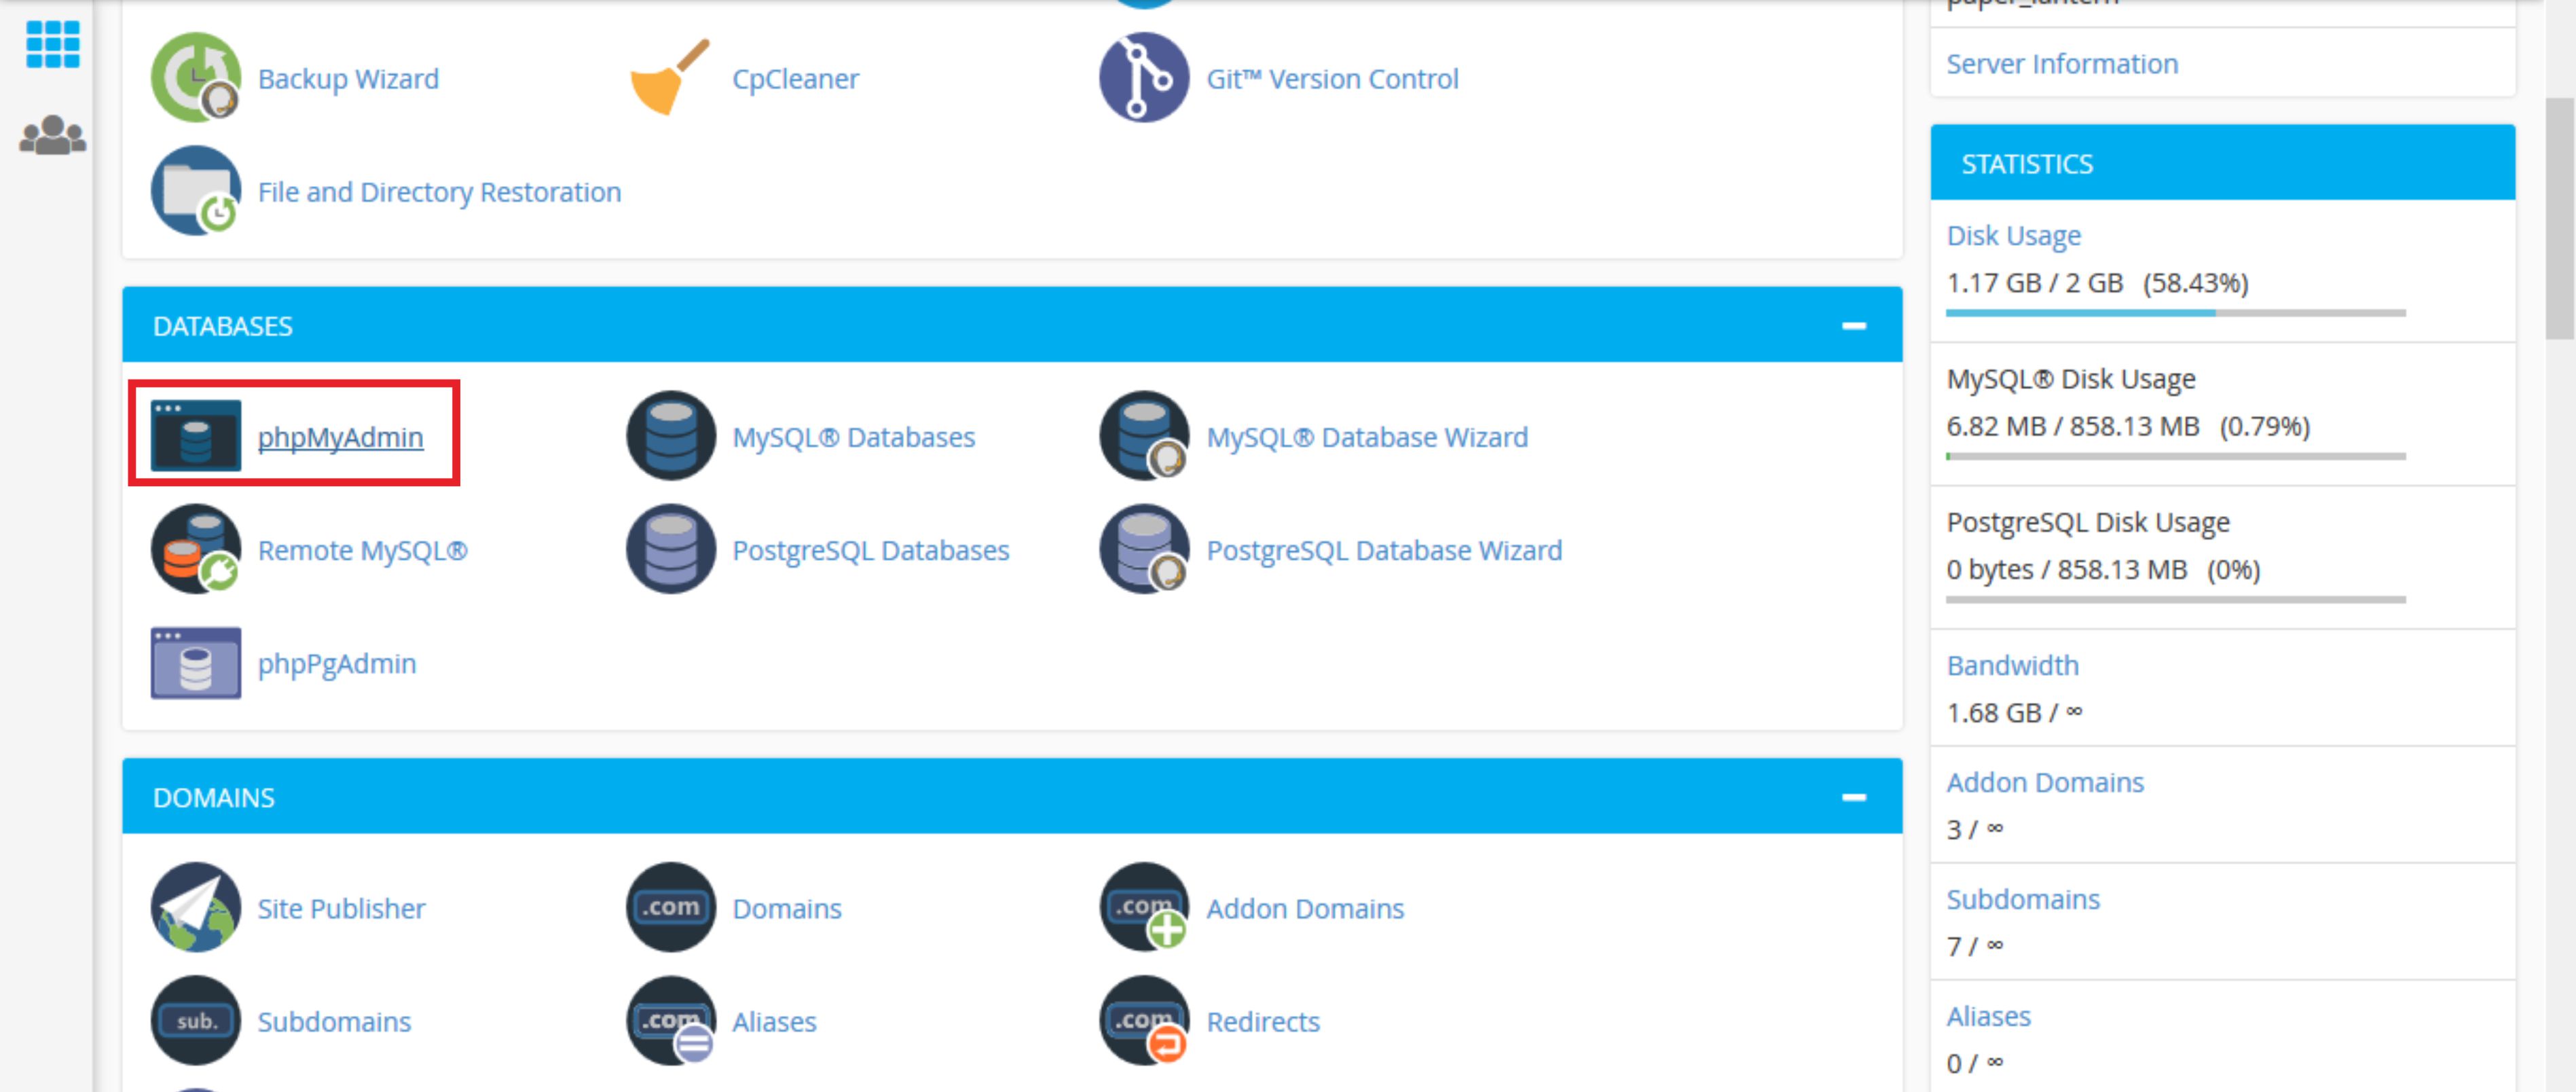 paper_lantern
Server Information
Backup Wizard
CpCleaner
Git™ Version Control
File and Directory Restoration
DATABASES
phpMyAdmin
MySQL® Databases
MySQL® Database Wizard
Remote MySQL®
PostgreSQL Databases
PostgreSQL Database Wizard
phpPgAdmin
DOMAINS
Site Publisher
.com
Domains
.com
Addon Domains
sub.
Subdomains
.com
Aliases
.com
Redirects
STATISTICS
Disk Usage
1.17 GB / 2 GB (58.43%)
MySQL® Disk Usage
6.82 MB / 858.13 MB (0.79%)
PostgreSQL Disk Usage
0 bytes / 858.13 MB (0%)
Bandwidth
1.68 GB / ∞
Addon Domains
3 / ∞
Subdomains
7 / ∞
Aliases
0 / ∞